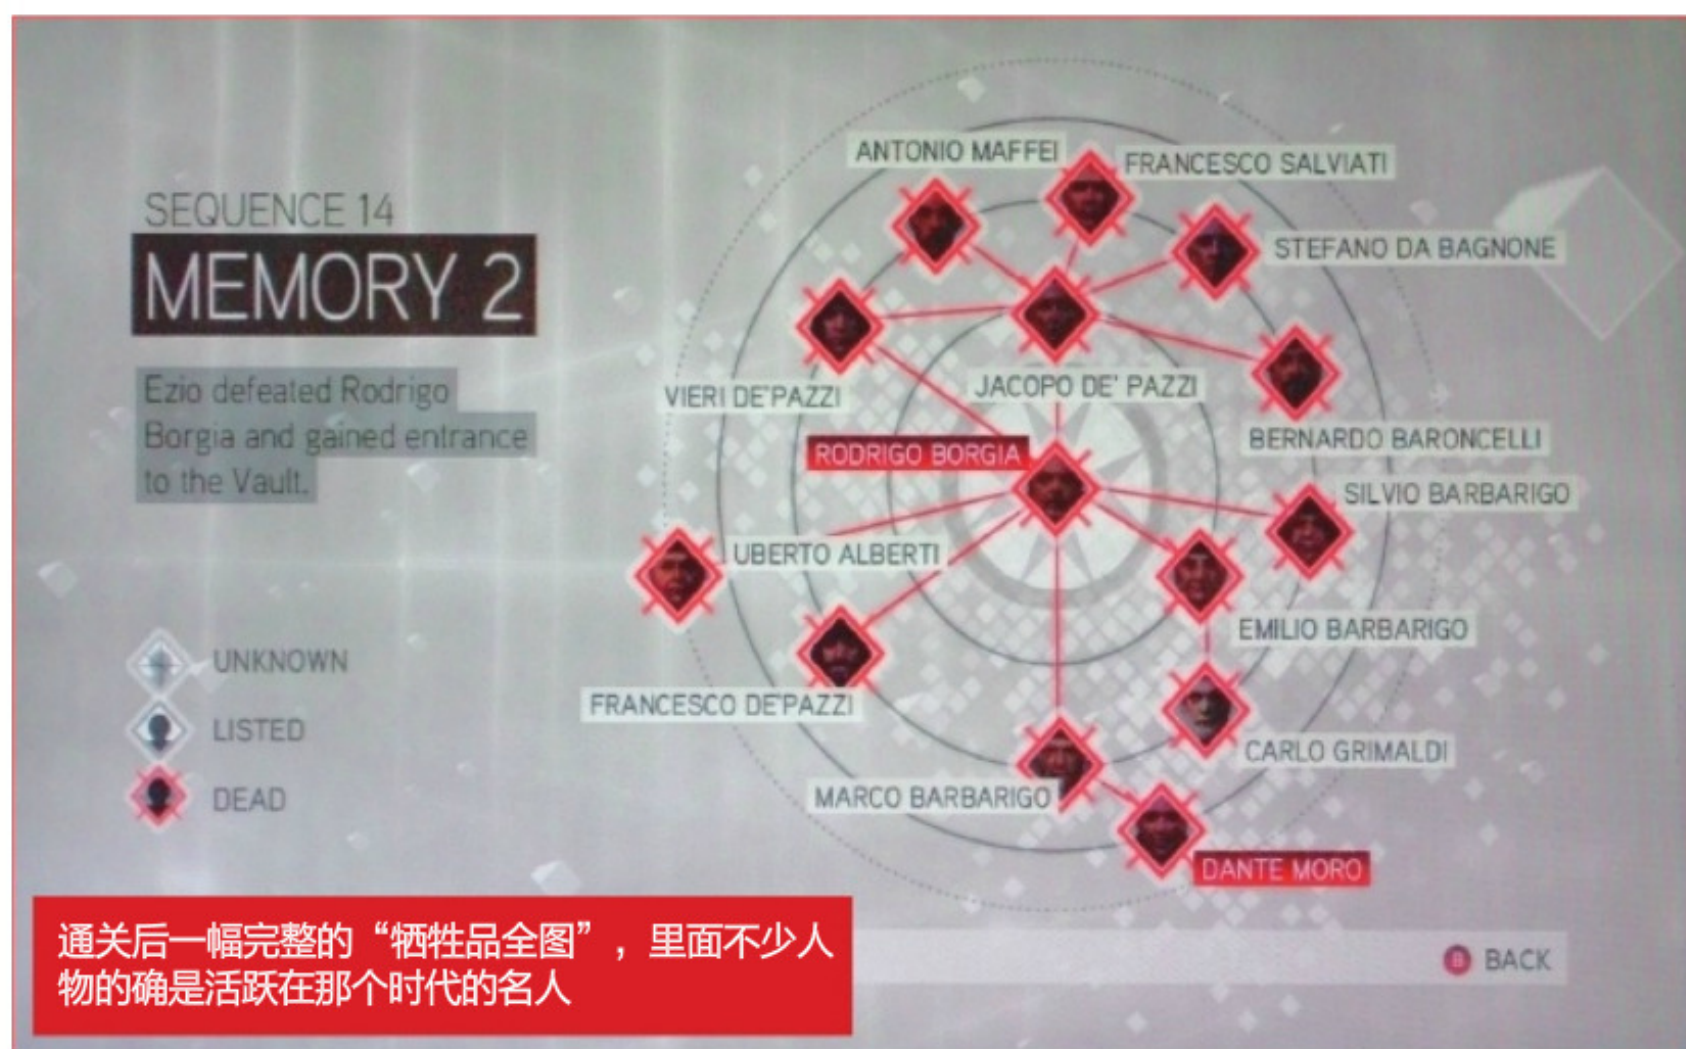 SEQUENCE 14
MEMORY 2
Ezio defeated Rodrigo
Borgia and gained entrance
to the Vault.
UNKNOWN
LISTED
DEAD
ANTONIO MAFFEI
FRANCESCO SALVIATI
STEFANO DA BAGNONE
VIERI DE'PAZZI
JACOPO DE' PAZZI
BERNARDO BARONCELLI
RODRIGO BORGIA
SILVIO BARBARIGO
UBERTO ALBERTI
EMILIO BARBARIGO
FRANCESCO DE'PAZZI
CARLO GRIMALDI
MARCO BARBARIGO
DANTE MORO
B BACK
通关后一幅完整的“牺牲品全图”，里面不少人
物的确是活跃在那个时代的名人